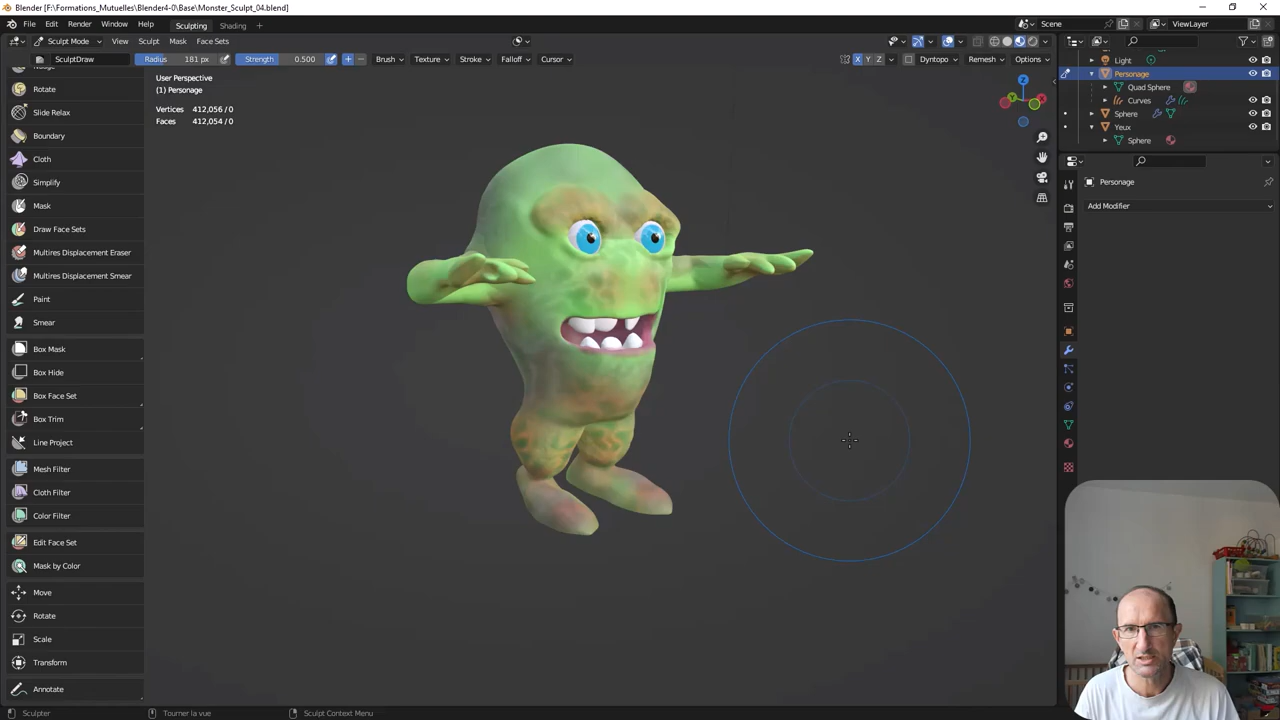 Blender [F:\Formations_Mutuelles\Blender4-0\Base\Monster_Sculpt_04.blend]
File Edit Render Window Help Sculpting Shading Scene ViewLayer
Sculpt Mode View Sculpt Mask Face Sets
SculptDraw Radius 181 px Strength 0.500 Brush Texture Stroke Falloff Cursor X Y Z Dyntopo Remesh Options
User Perspective
(1) Personage
Vertices 412,056 / 0
Faces 412,054 / 0
Rotate
Slide Relax
Boundary
Cloth
Simplify
Mask
Draw Face Sets
Multires Displacement Eraser
Multires Displacement Smear
Paint
Smear
Box Mask
Box Hide
Box Face Set
Box Trim
Line Project
Mesh Filter
Cloth Filter
Color Filter
Edit Face Set
Mask by Color
Move
Rotate
Scale
Transform
Annotate
Z
Y
X
Light
Personage
Quad Sphere
Curves
Sphere
Yeux
Sphere
Personage
Add Modifier
Sculpter Tourner la vue Sculpt Context Menu